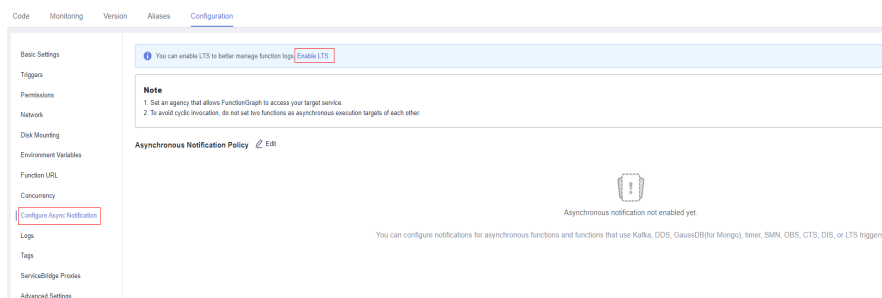 Code Monitoring Version Aliases Configuration
Basic Settings
Triggers
Permissions
Network
Disk Mounting
Environment Variables
Function URL
Concurrency
Configure Async Notification
Logs
Tags
ServiceBridge Proxies
Advanced Settings
You can enable LTS to better manage function logs. Enable LTS
Note
1. Set an agency that allows FunctionGraph to access your target service.
2. To avoid cyclic invocation, do not set two functions as asynchronous execution targets of each other.
Asynchronous Notification Policy Edit
Asynchronous notification not enabled yet.
You can configure notifications for asynchronous functions and functions that use Kafka, DDS, GaussDB(for Mongo), timer, SMN, OBS, CTS, DIS, or LTS triggers